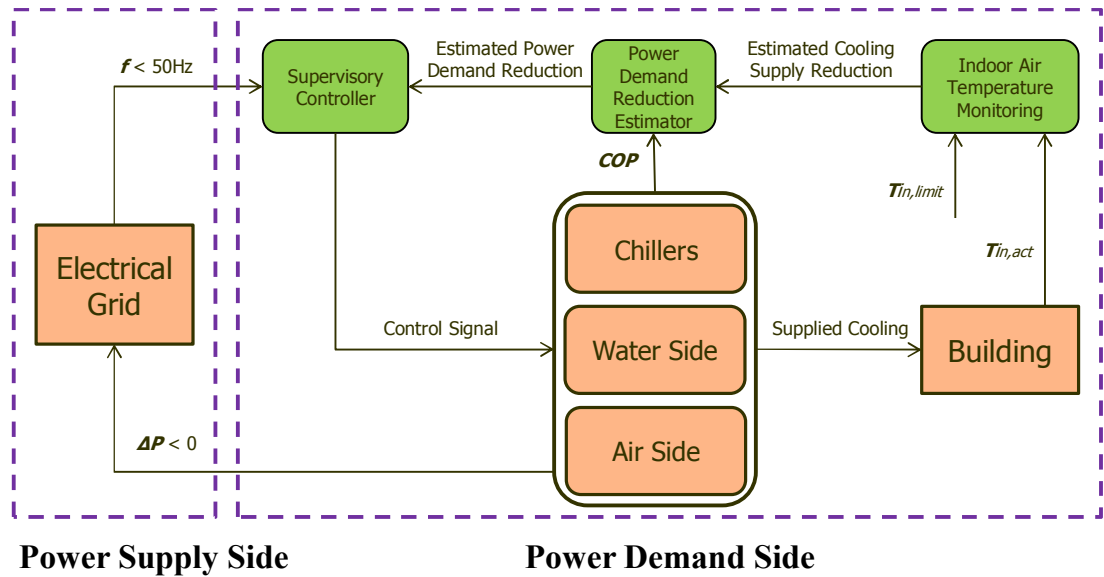 f < 50Hz
Supervisory
Controller
Estimated Power
Demand Reduction
Power
Demand
Reduction
Estimator
Estimated Cooling
Supply Reduction
Indoor Air
Temperature
Monitoring
COP
Tin,limit
Tin,act
Electrical
Grid
Chillers
Control Signal
Water Side
Supplied Cooling
Building
ΔP < 0
Air Side
Power Supply Side
Power Demand Side